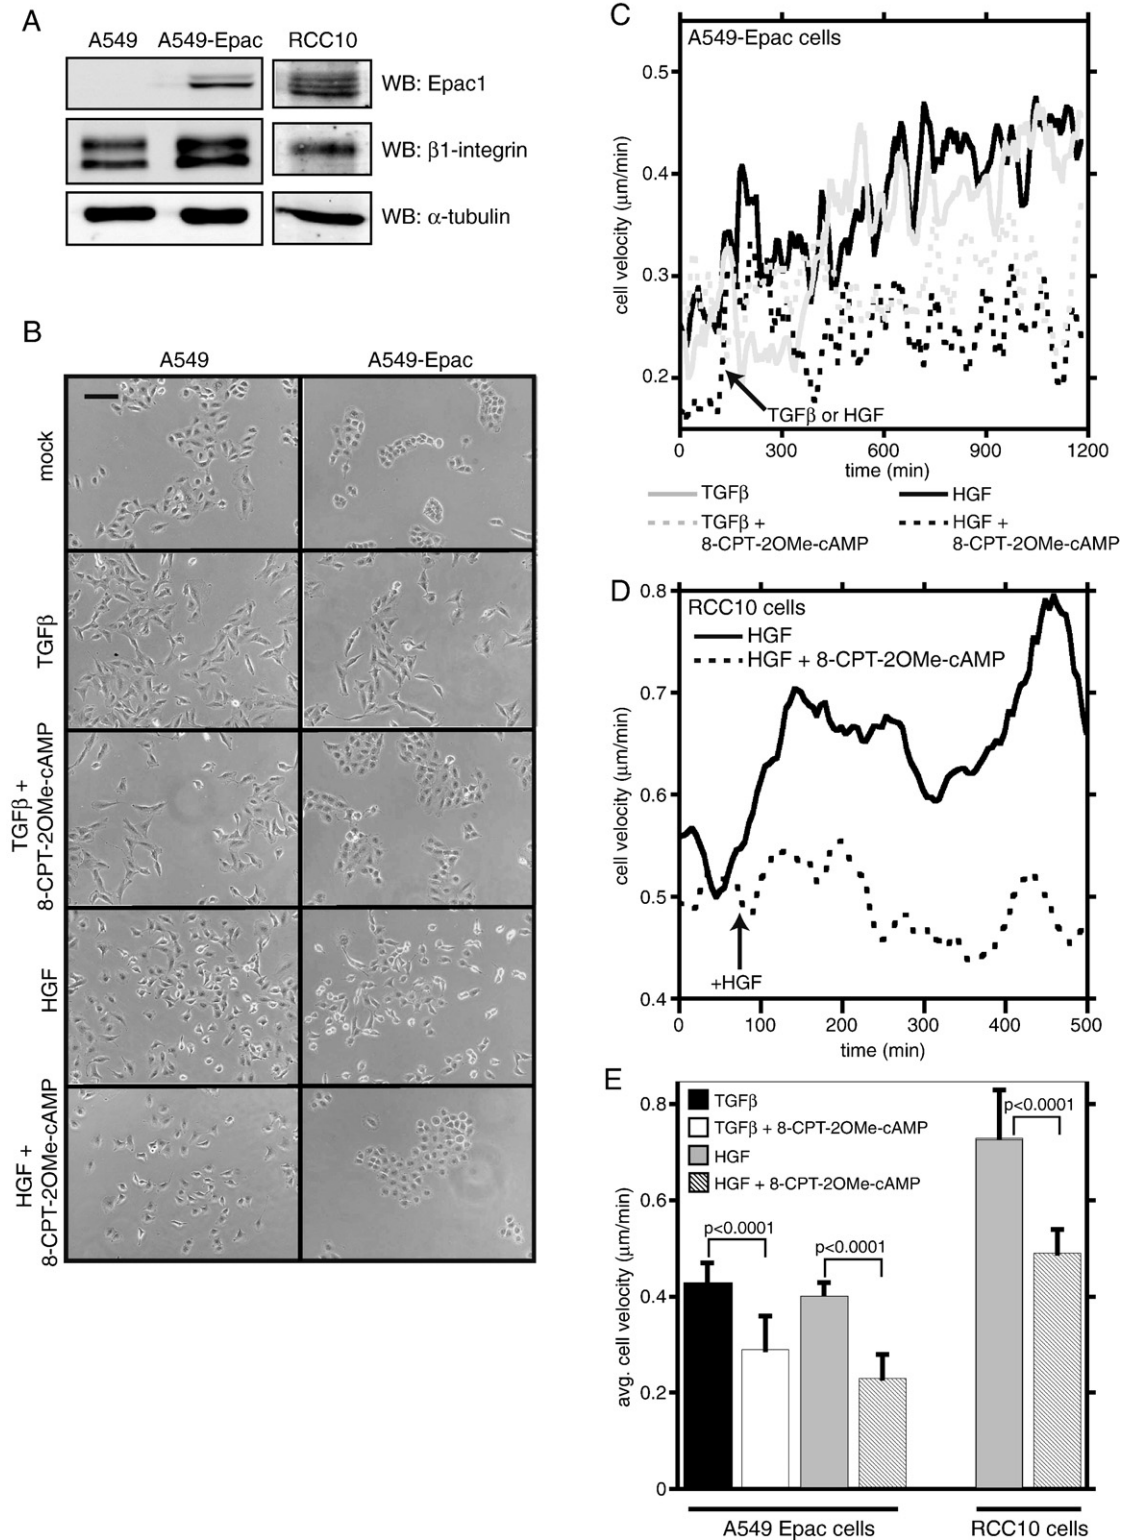 A
A549 A549-Epac RCC10
WB: Epac1
WB: β1-integrin
WB: α-tubulin
B
A549 A549-Epac
mock
TGFβ
TGFβ +
8-CPT-2OMe-cAMP
HGF
HGF +
8-CPT-2OMe-cAMP
C
A549-Epac cells
cell velocity (μm/min)
0.5
0.4
0.3
0.2
TGFβ or HGF
0 300 600 900 1200
time (min)
TGFβ HGF
TGFβ + HGF +
8-CPT-2OMe-cAMP 8-CPT-2OMe-cAMP
D
RCC10 cells
HGF
HGF + 8-CPT-2OMe-cAMP
cell velocity (μm/min)
0.8
0.7
0.6
0.5
0.4
+HGF
0 100 200 300 400 500
time (min)
E
TGFβ
TGFβ + 8-CPT-2OMe-cAMP
HGF
HGF + 8-CPT-2OMe-cAMP
avg. cell velocity (μm/min)
0.8
0.6
0.4
0.2
0
p<0.0001
p<0.0001
p<0.0001
A549 Epac cells RCC10 cells